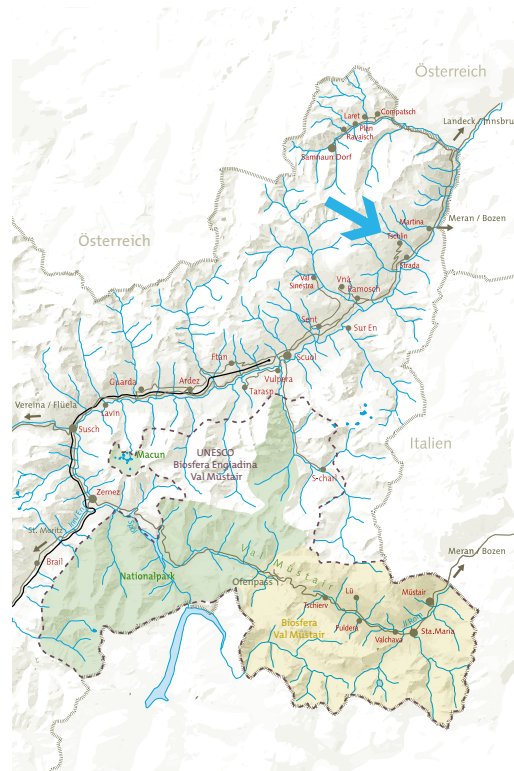 Österreich
Compatsch
Laret
Plan
Ravaisch
Samnaun Dorf
Landeck / Innsbru
Martina
Meran / Bozen
Tschlin
Strada
Österreich
Val
Sinestra
Vnà
Ramosch
Sent
Sur En
Ftan
Scuol
Vulpera
Tarasp
Ardez
Guarda
Lavin
Vereina / Flüela
Susch
Italien
Macun
UNESCO
Biosfera Engiadina
Val Müstair
S-charl
Zernez
St. Moritz
Brail
Nationalpark
Val Müstair
Ofenpass
Meran / Bozen
Lü
Tschierv
Müstair
Biosfera
Val Müstair
Fuldera
Valchava
Sta.Maria